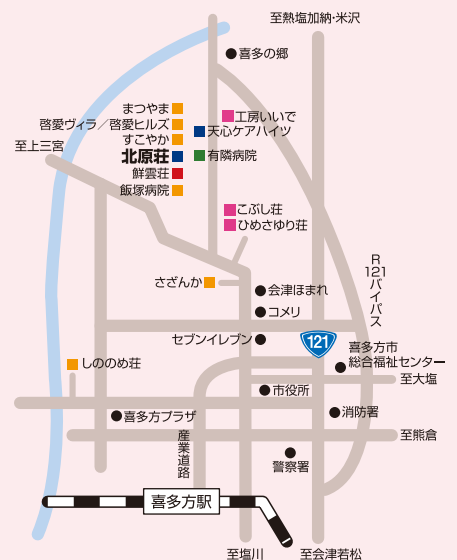 至熱塩加納・米沢
喜多の郷
まつやま
工房いいで
啓愛ヴィラ／啓愛ヒルズ
天心ケアハイツ
すこやか
至上三宮
北原荘
有隣病院
鮮雲荘
飯塚病院
こぶし荘
ひめさゆり荘
R121バイパス
さざんか
会津ほまれ
コメリ
セブンイレブン
121
喜多方市
総合福祉センター
しののめ荘
至大塩
市役所
喜多方プラザ
消防署
産業道路
至熊倉
警察署
喜多方駅
至塩川
至会津若松